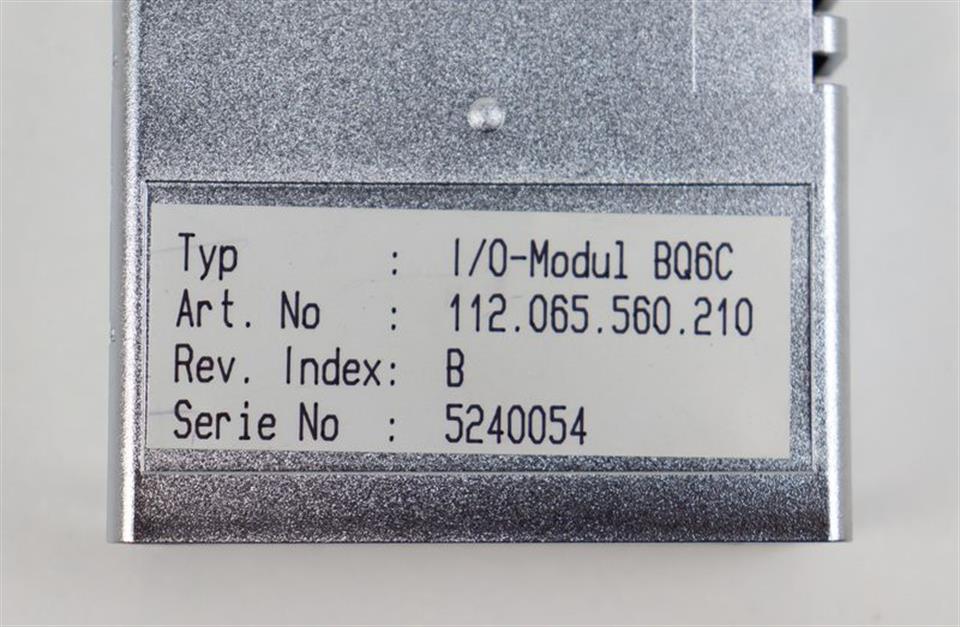 Typ : I/O-Modul BQ6C
Art. No : 112.065.560.210
Rev. Index: B
Serie No : 5240054